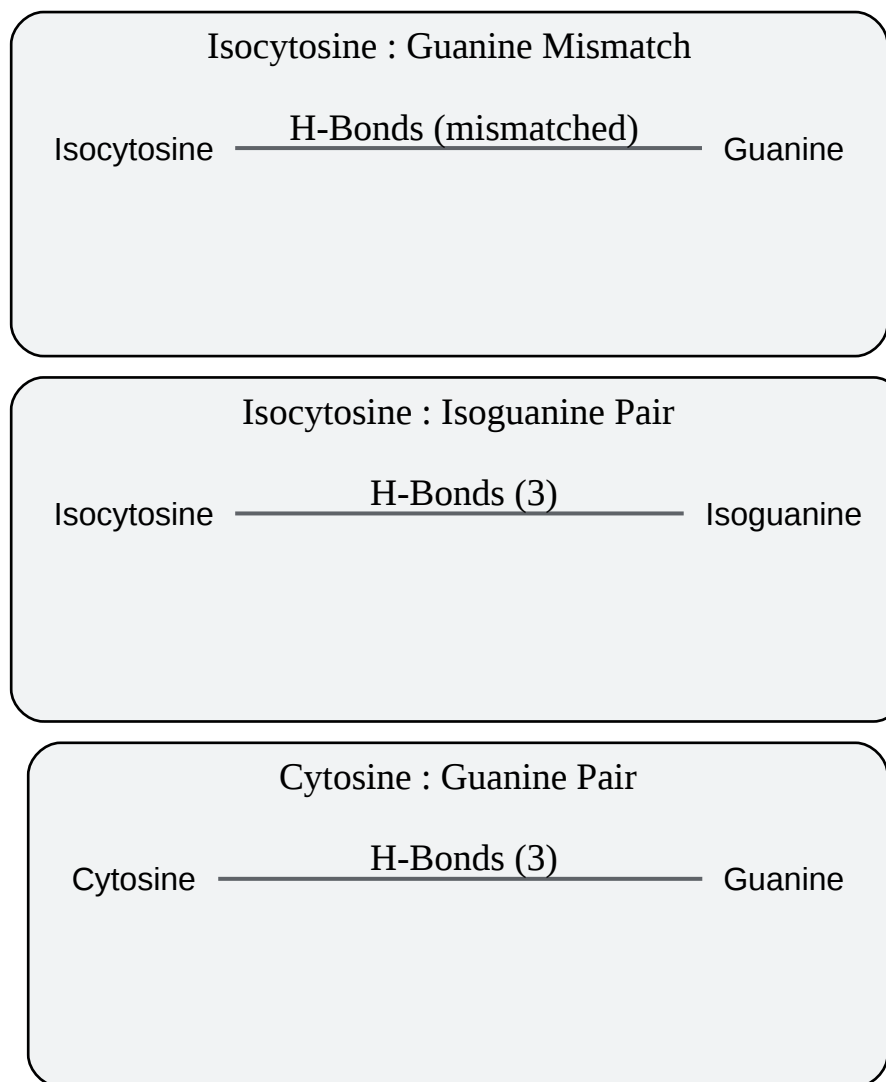 Isocytosine : Guanine Mismatch
H-Bonds (mismatched)
Isocytosine Guanine
Isocytosine : Isoguanine Pair
H-Bonds (3)
Isocytosine Isoguanine
Cytosine : Guanine Pair
H-Bonds (3)
Cytosine Guanine